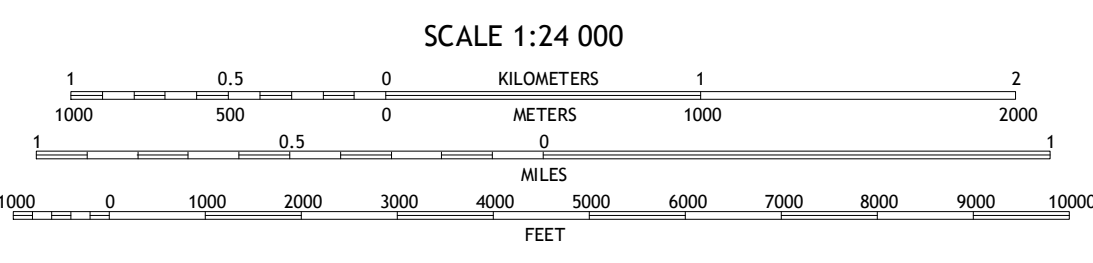 SCALE 1:24 000
1 0.5 0 KILOMETERS 1 2
1000 500 0 METERS 1000 2000
1 0.5 0 1
MILES
1000 0 1000 2000 3000 4000 5000 6000 7000 8000 9000 10000
FEET